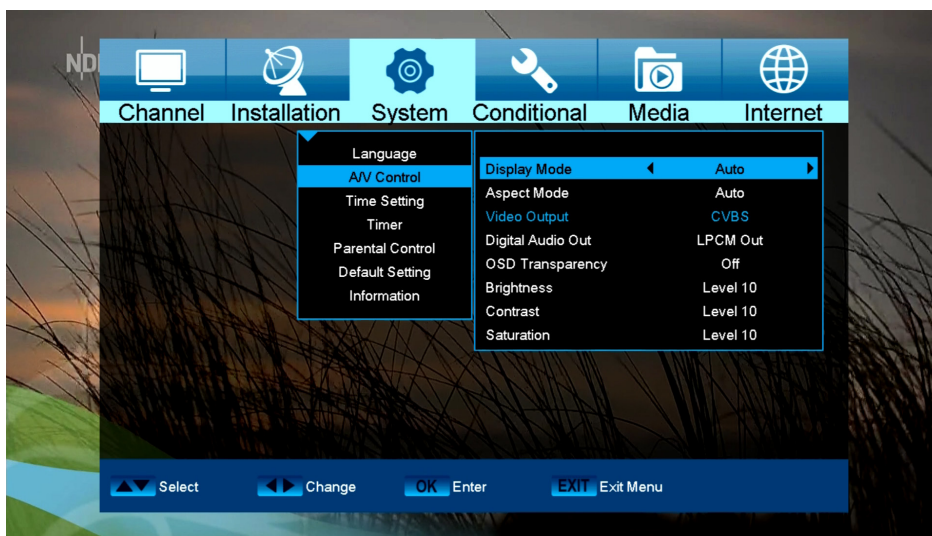 ND
Channel Installation System Conditional Media Internet
Language
A/V Control
Time Setting
Timer
Parental Control
Default Setting
Information
Display Mode Auto
Aspect Mode Auto
Video Output CVBS
Digital Audio Out LPCM Out
OSD Transparency Off
Brightness Level 10
Contrast Level 10
Saturation Level 10
Select Change OK Enter EXIT Exit Menu